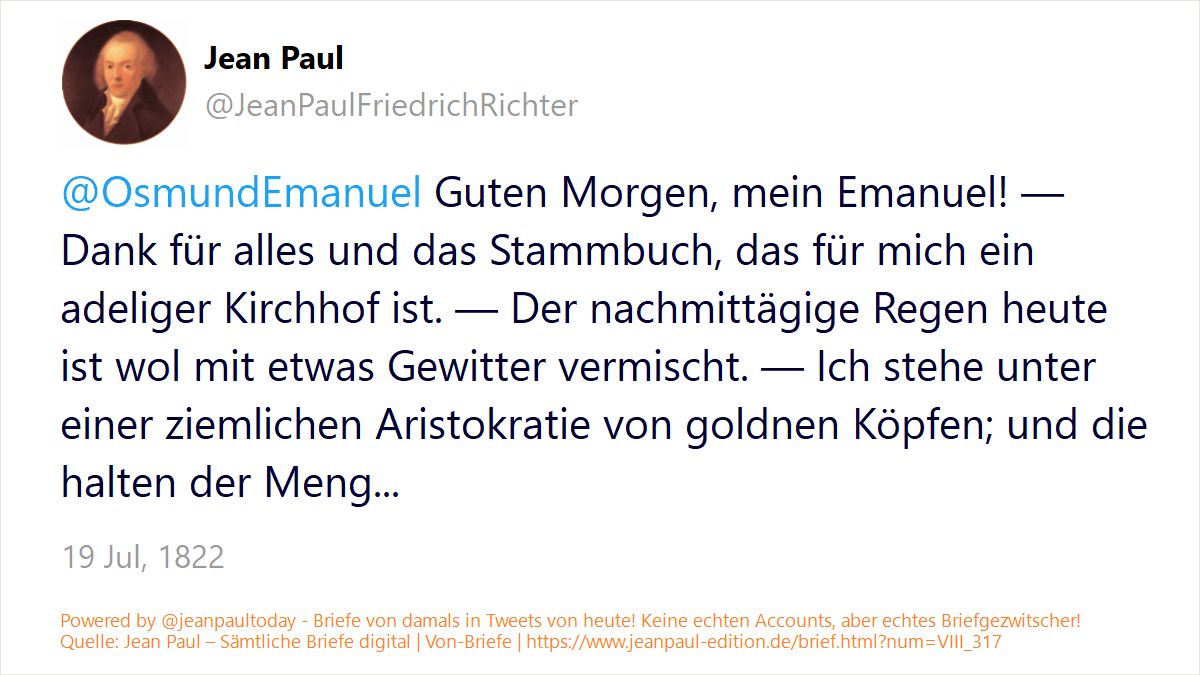 Jean Paul
@JeanPaulFriedrichRichter
@OsmundEmanuel Guten Morgen, mein Emanuel! —
Dank für alles und das Stammbuch, das für mich ein
adeliger Kirchhof ist. — Der nachmittägige Regen heute
ist wol mit etwas Gewitter vermischt. — Ich stehe unter
einer ziemlichen Aristokratie von goldnen Köpfen; und die
halten der Meng...
19 Jul, 1822
Powered by @jeanpaultoday - Briefe von damals in Tweets von heute! Keine echten Accounts, aber echtes Briefgezwitscher!
Quelle: Jean Paul – Sämtliche Briefe digital | Von-Briefe | https://www.jeanpaul-edition.de/brief.html?num=VIII_317